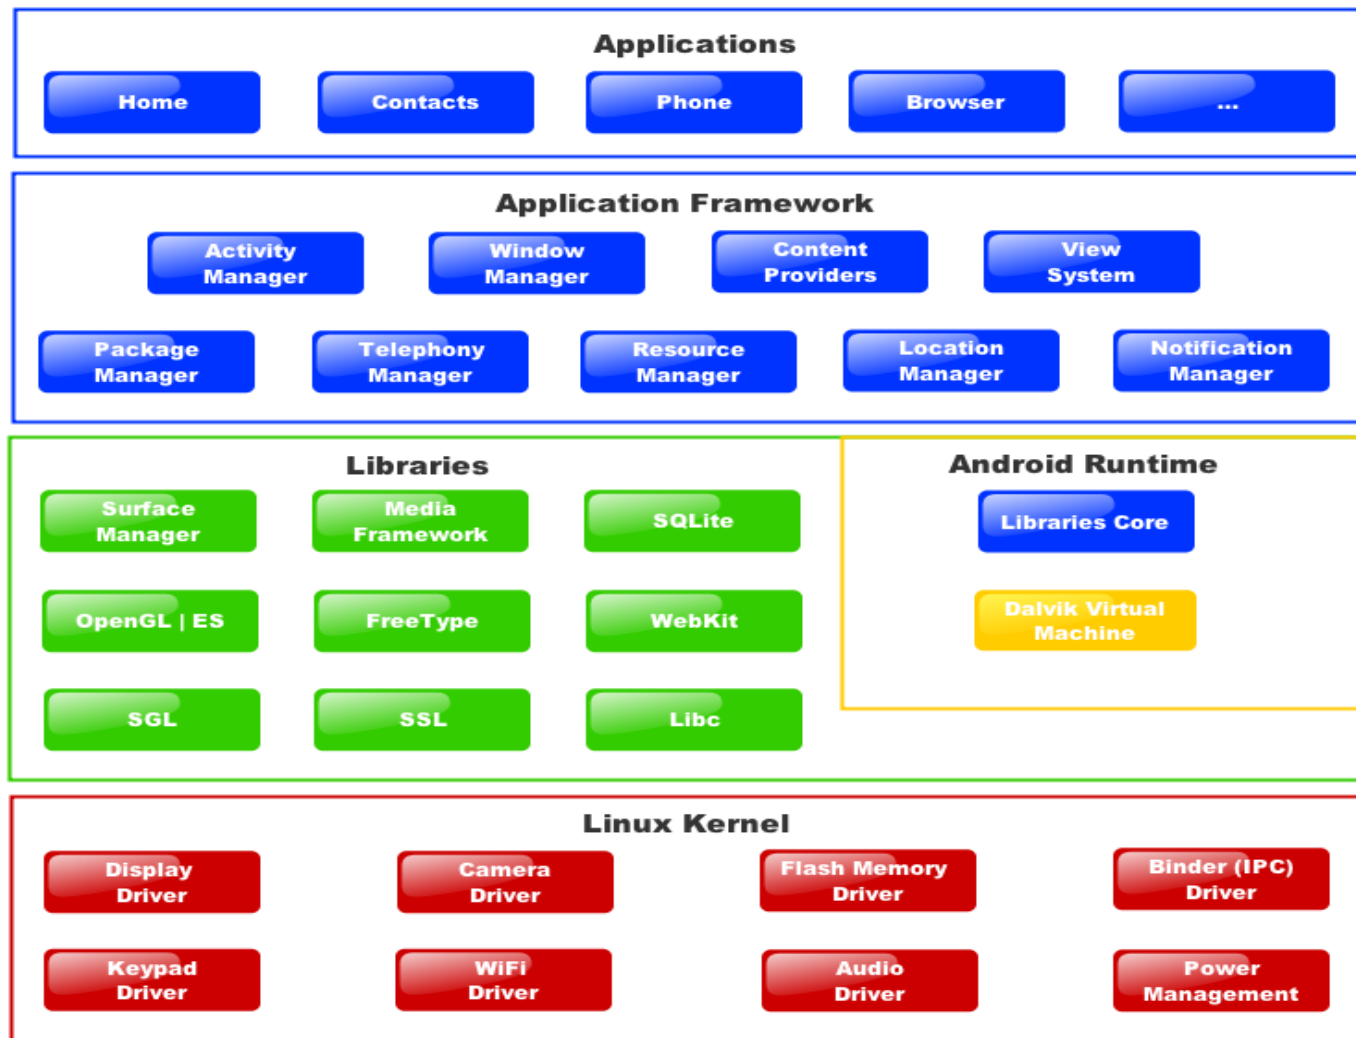 Applications
Home
Contacts
Phone
Browser
...
Application Framework
Activity
Manager
Window
Manager
Content
Providers
View
System
Package
Manager
Telephony
Manager
Resource
Manager
Location
Manager
Notification
Manager
Libraries
Surface
Manager
Media
Framework
SQLite
OpenGL | ES
FreeType
WebKit
SGL
SSL
Libc
Android Runtime
Libraries Core
Dalvik Virtual
Machine
Linux Kernel
Display
Driver
Camera
Driver
Flash Memory
Driver
Binder (IPC)
Driver
Keypad
Driver
WiFi
Driver
Audio
Driver
Power
Management